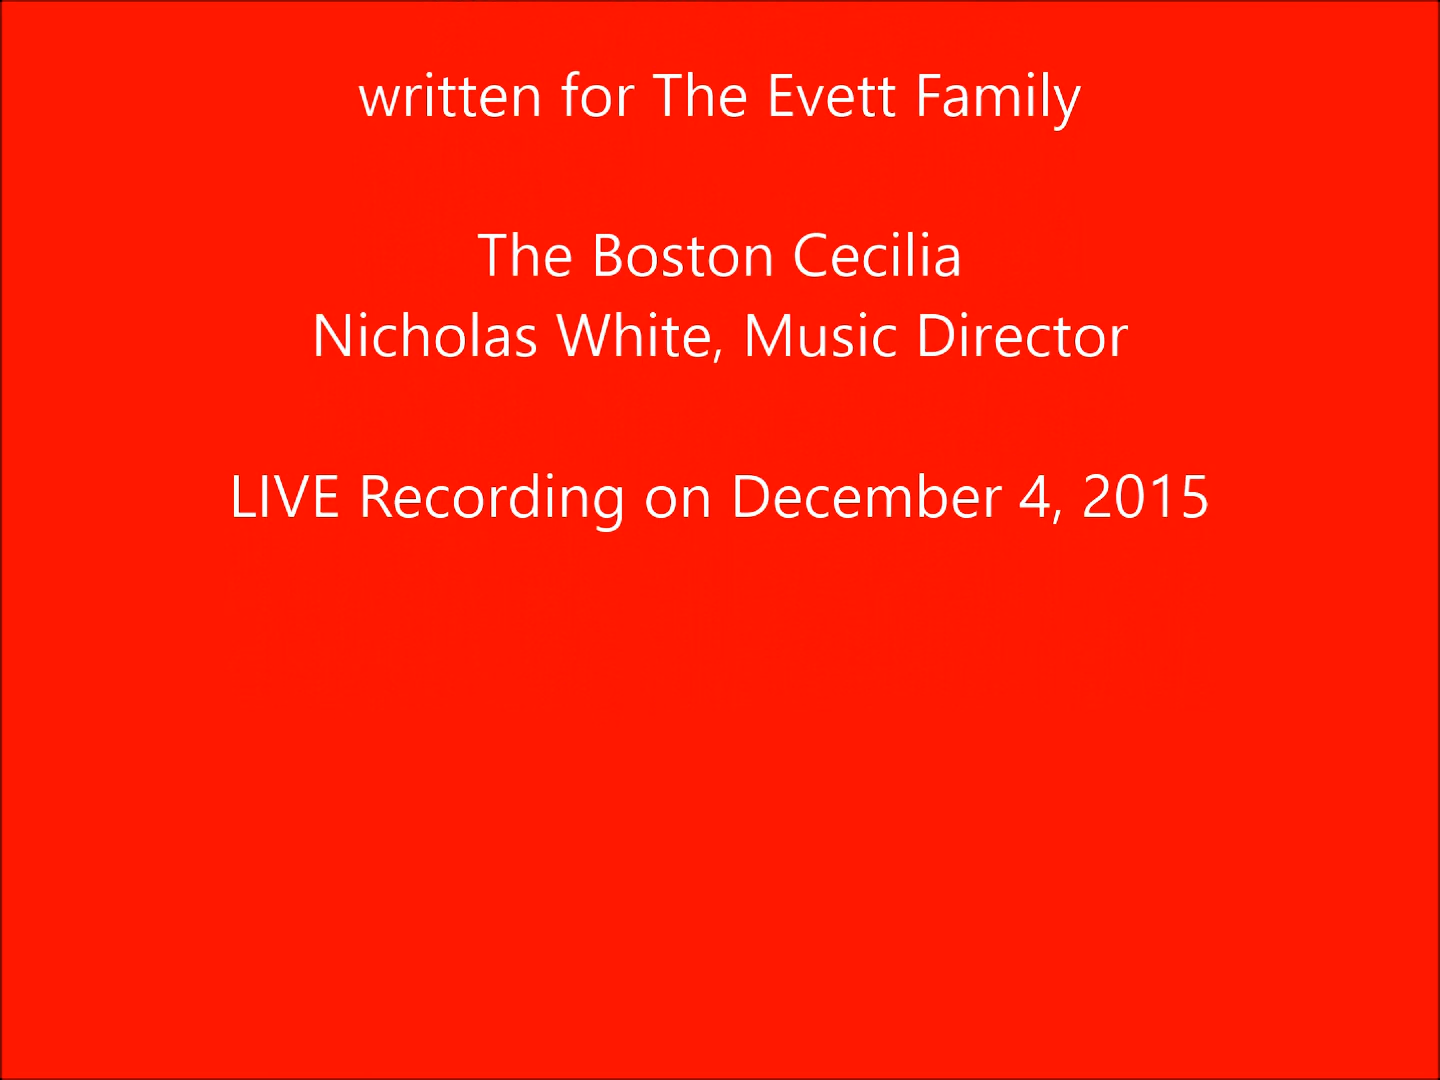 written for The Evett Family
The Boston Cecilia
Nicholas White, Music Director
LIVE Recording on December 4, 2015